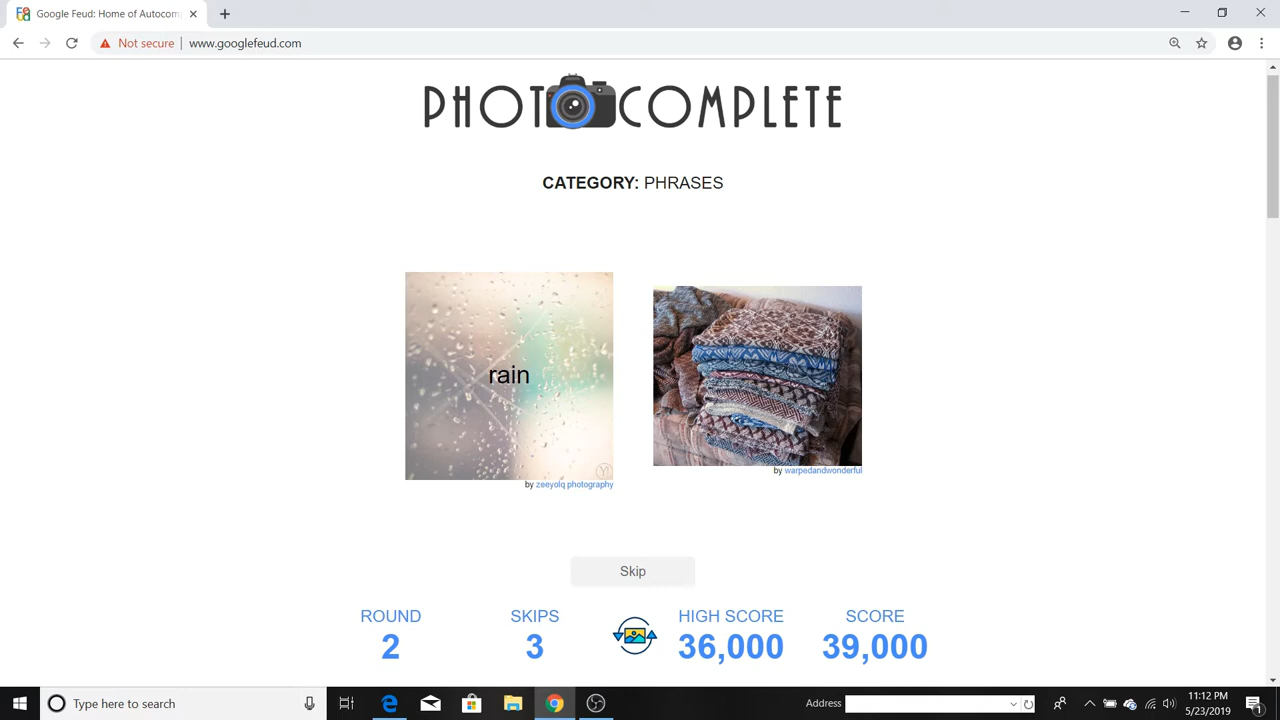 Google Feud: Home of Autocom
Not secure | www.googlefeud.com
PHOTOCOMPLETE
CATEGORY: PHRASES
rain
by zeeyolq photography
by warpedandwonderful
Skip
ROUND SKIPS HIGH SCORE SCORE
2 3 36,000 39,000
Type here to search
Address
11:12 PM
5/23/2019
1